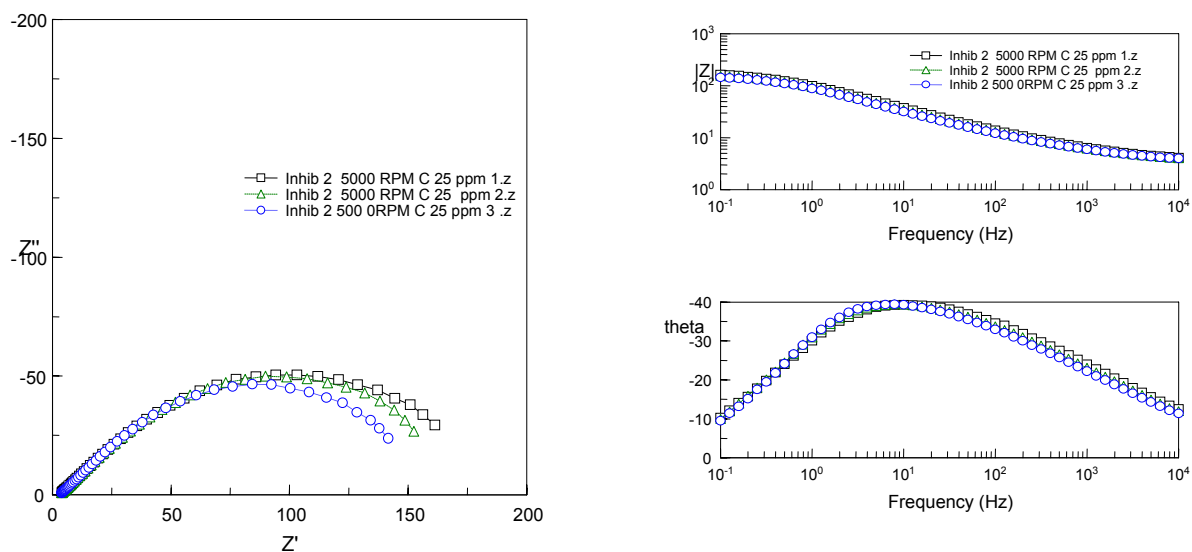 -200
-150
-100
-50
0
Z''
0 50 100 150 200
Z'
Inhib 2 5000 RPM C 25 ppm 1.z
Inhib 2 5000 RPM C 25 ppm 2.z
Inhib 2 500 0RPM C 25 ppm 3 .z
10³
10²
10¹
10⁰
|Z|
Inhib 2 5000 RPM C 25 ppm 1.z
Inhib 2 5000 RPM C 25 ppm 2.z
Inhib 2 500 0RPM C 25 ppm 3 .z
10⁻¹ 10⁰ 10¹ 10² 10³ 10⁴
Frequency (Hz)
-40
-30
-20
-10
0
theta
10⁻¹ 10⁰ 10¹ 10² 10³ 10⁴
Frequency (Hz)